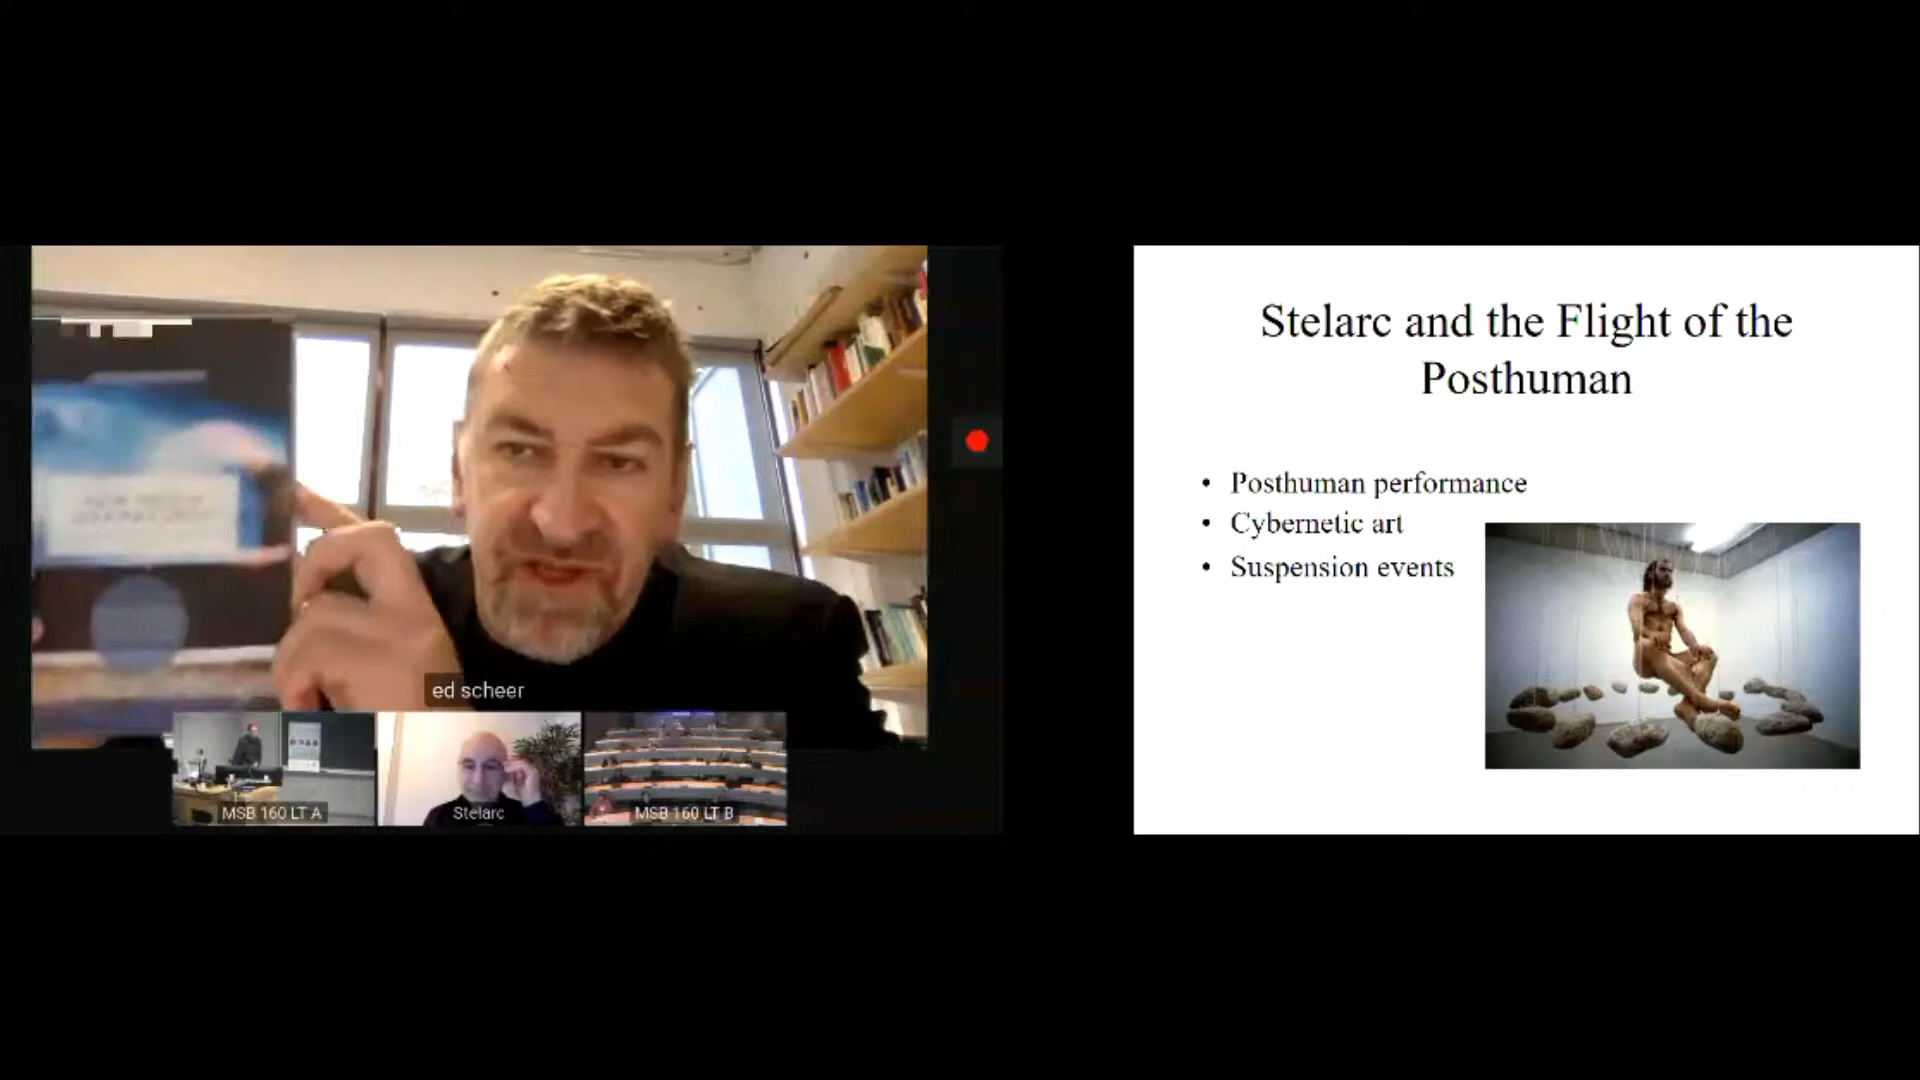 ed scheer
MSB 160 LT A
Stelarc
MSB 160 LT B
Stelarc and the Flight of the
Posthuman
• Posthuman performance
• Cybernetic art
• Suspension events